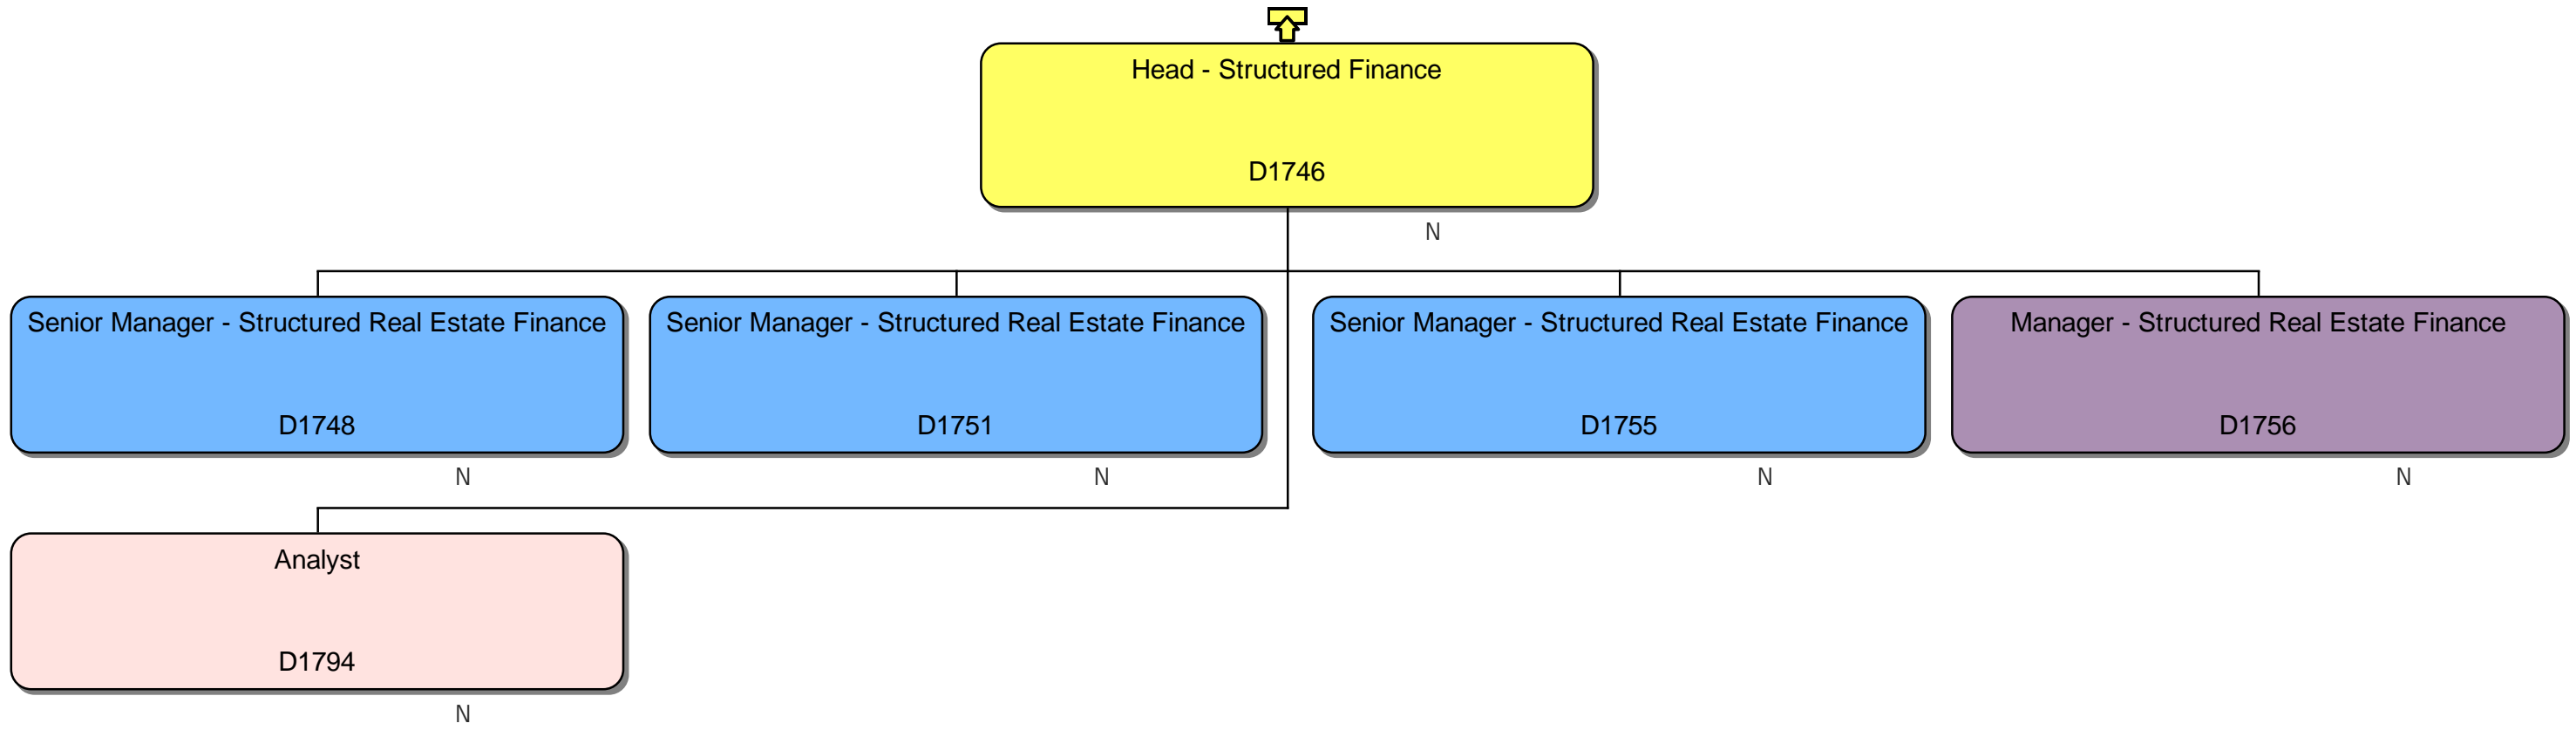 Head - Structured Finance
D1746
N
Senior Manager - Structured Real Estate Finance
D1748
N
Senior Manager - Structured Real Estate Finance
D1751
N
Senior Manager - Structured Real Estate Finance
D1755
N
Manager - Structured Real Estate Finance
D1756
N
Analyst
D1794
N